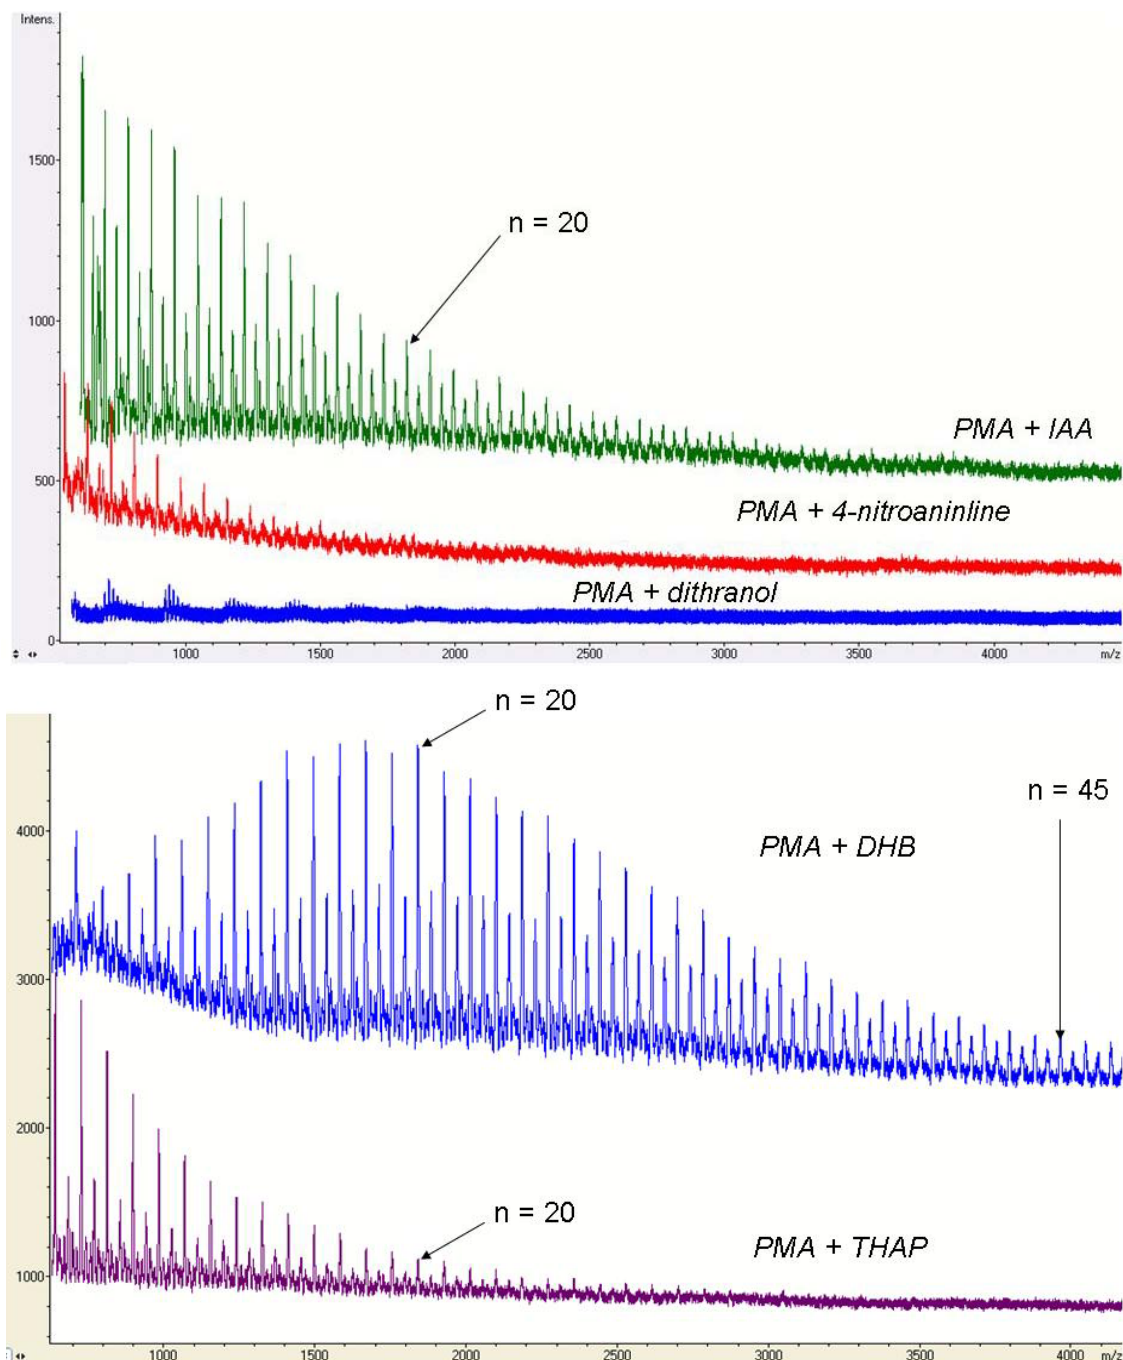 Intens.
1500
1000
500
0
n = 20
PMA + IAA
PMA + 4-nitroaninline
PMA + dithranol
1000 1500 2000 2500 3000 3500 4000 m/z
n = 20
n = 45
4000
PMA + DHB
3000
2000
n = 20
PMA + THAP
1000
1000 1500 2000 2500 3000 3500 4000 m/z